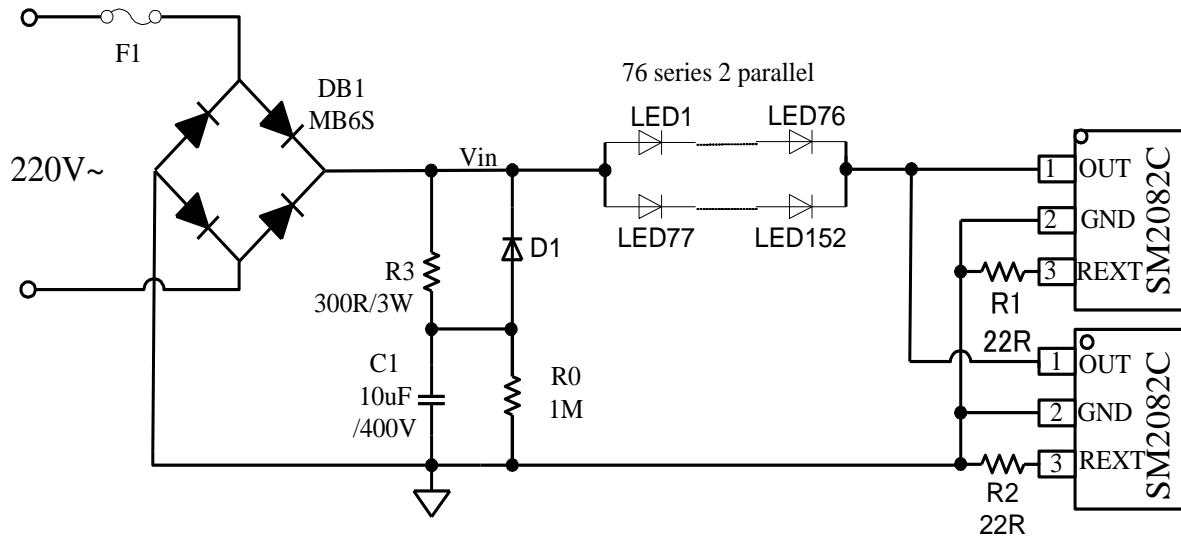 F1
DB1
MB6S
220V~
Vin
76 series 2 parallel
LED1
LED76
LED77
LED152
R3
300R/3W
D1
C1
10uF
/400V
R0
1M
1
OUT
2
GND
3
REXT
SM2082C
R1
22R
1
OUT
2
GND
3
REXT
SM2082C
R2
22R